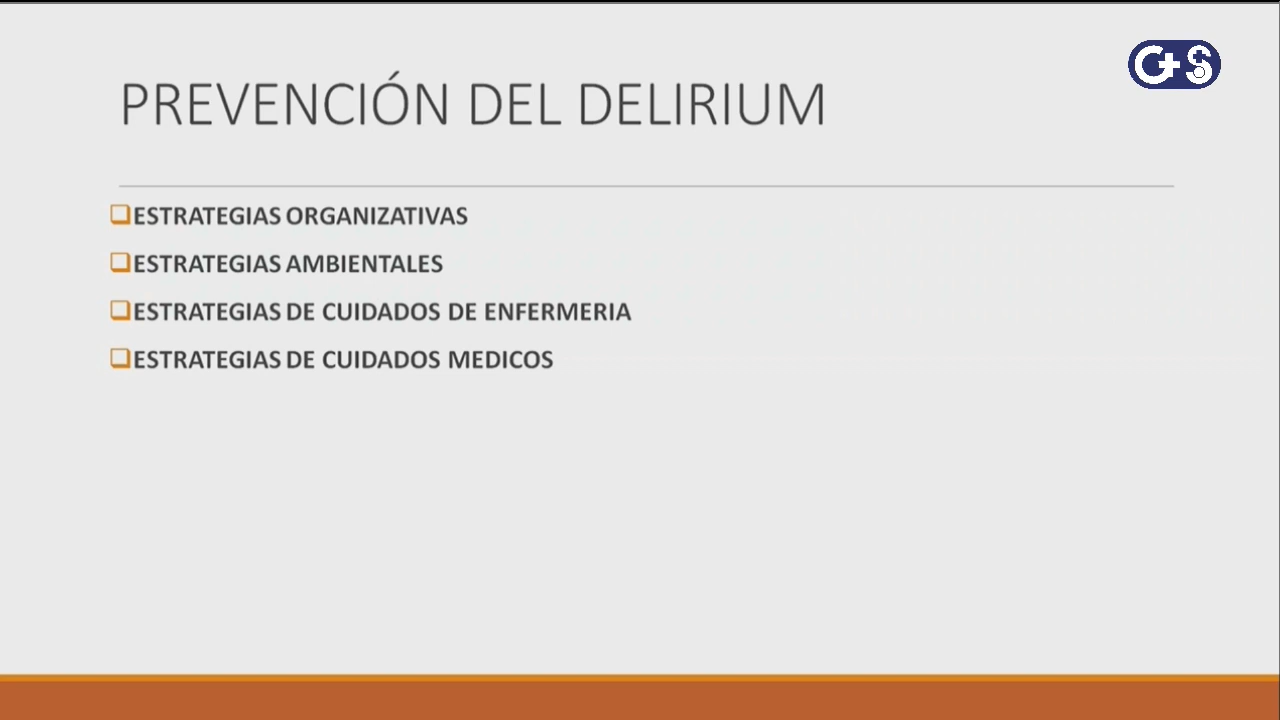 G+S
PREVENCIÓN DEL DELIRIUM
ESTRATEGIAS ORGANIZATIVAS
ESTRATEGIAS AMBIENTALES
ESTRATEGIAS DE CUIDADOS DE ENFERMERIA
ESTRATEGIAS DE CUIDADOS MEDICOS